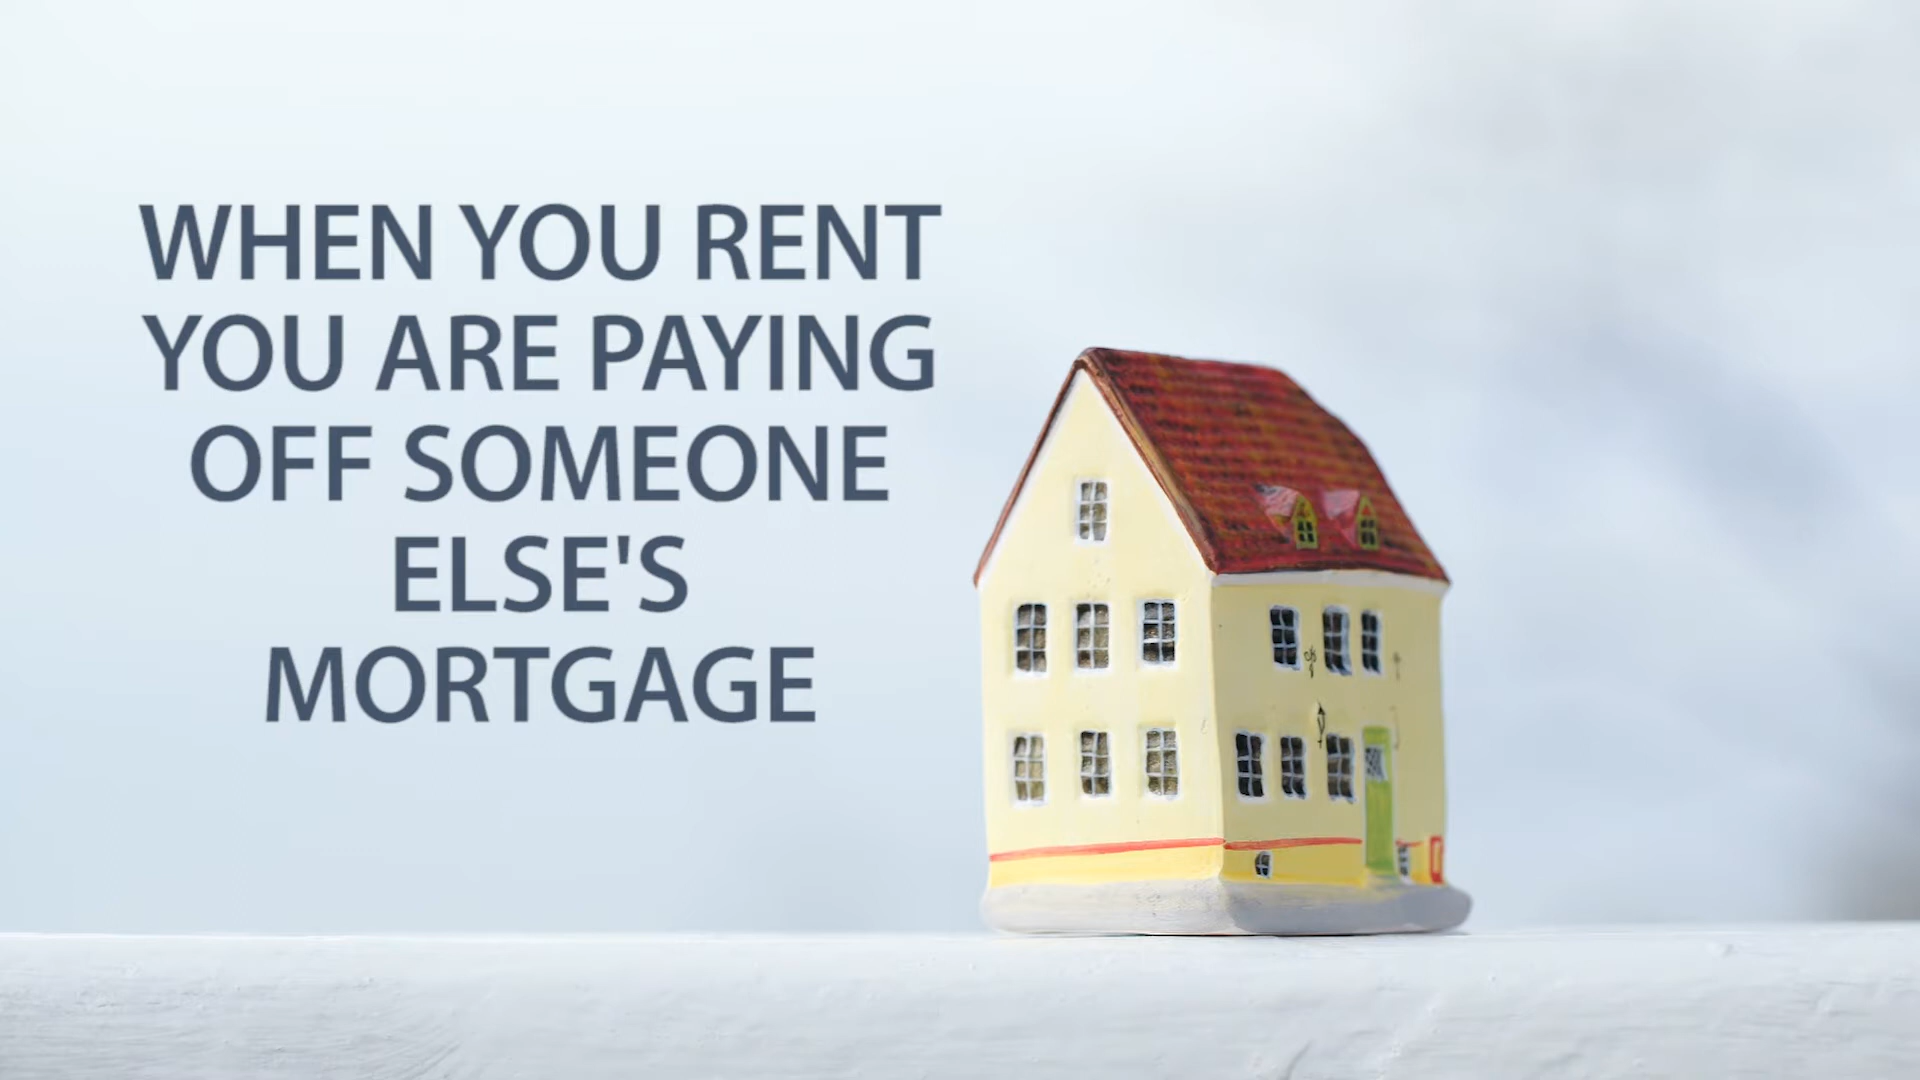 WHEN YOU RENT
YOU ARE PAYING
OFF SOMEONE
ELSE'S
MORTGAGE